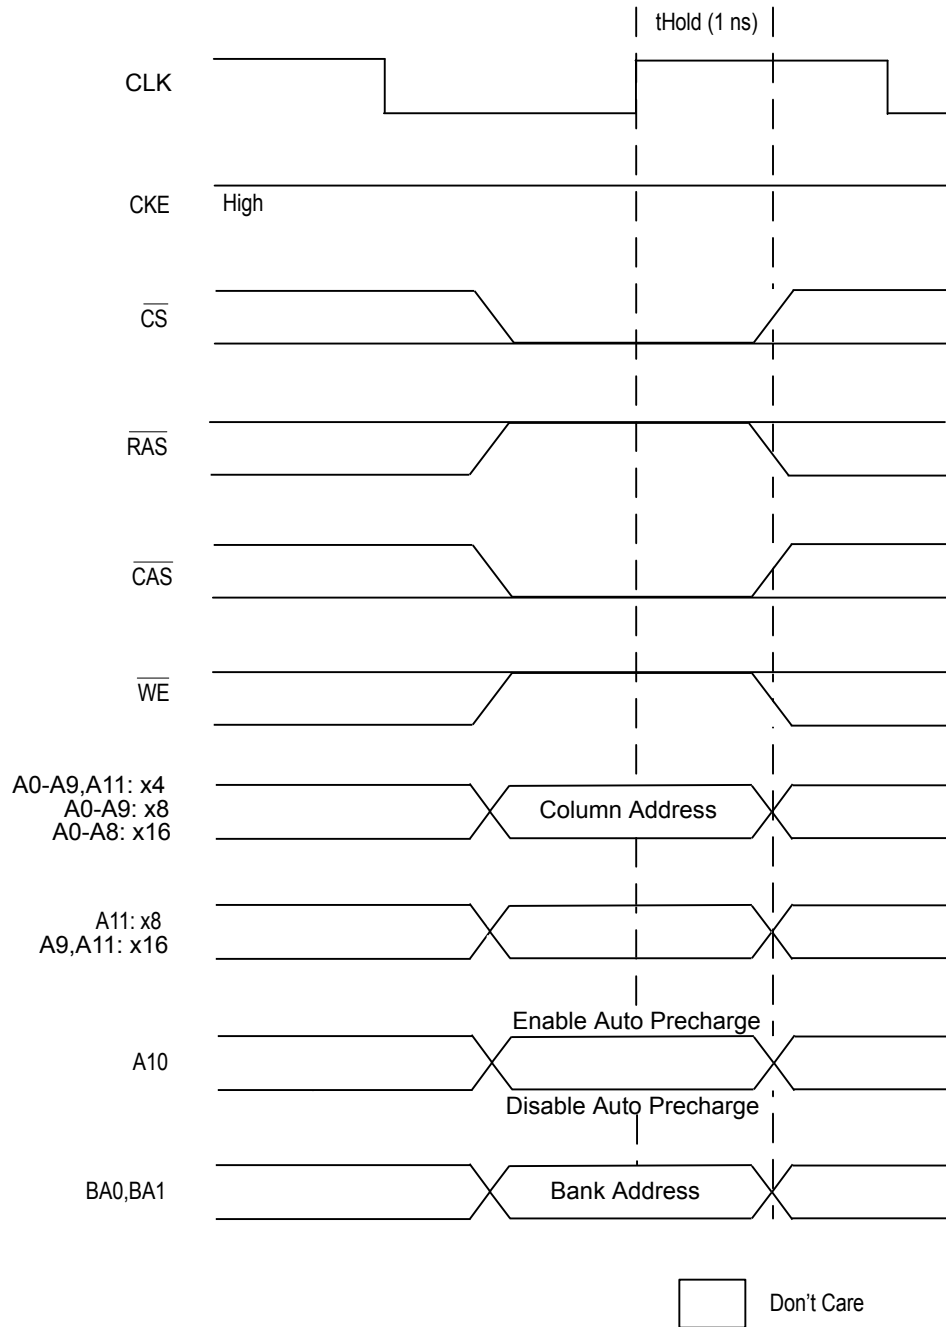 tHold (1 ns)
CLK
CKE
High
CS
RAS
CAS
WE
A0-A9,A11: x4
A0-A9: x8
A0-A8: x16
Column Address
A11: x8
A9,A11: x16
Enable Auto Precharge
A10
Disable Auto Precharge
BA0,BA1
Bank Address
Don't Care